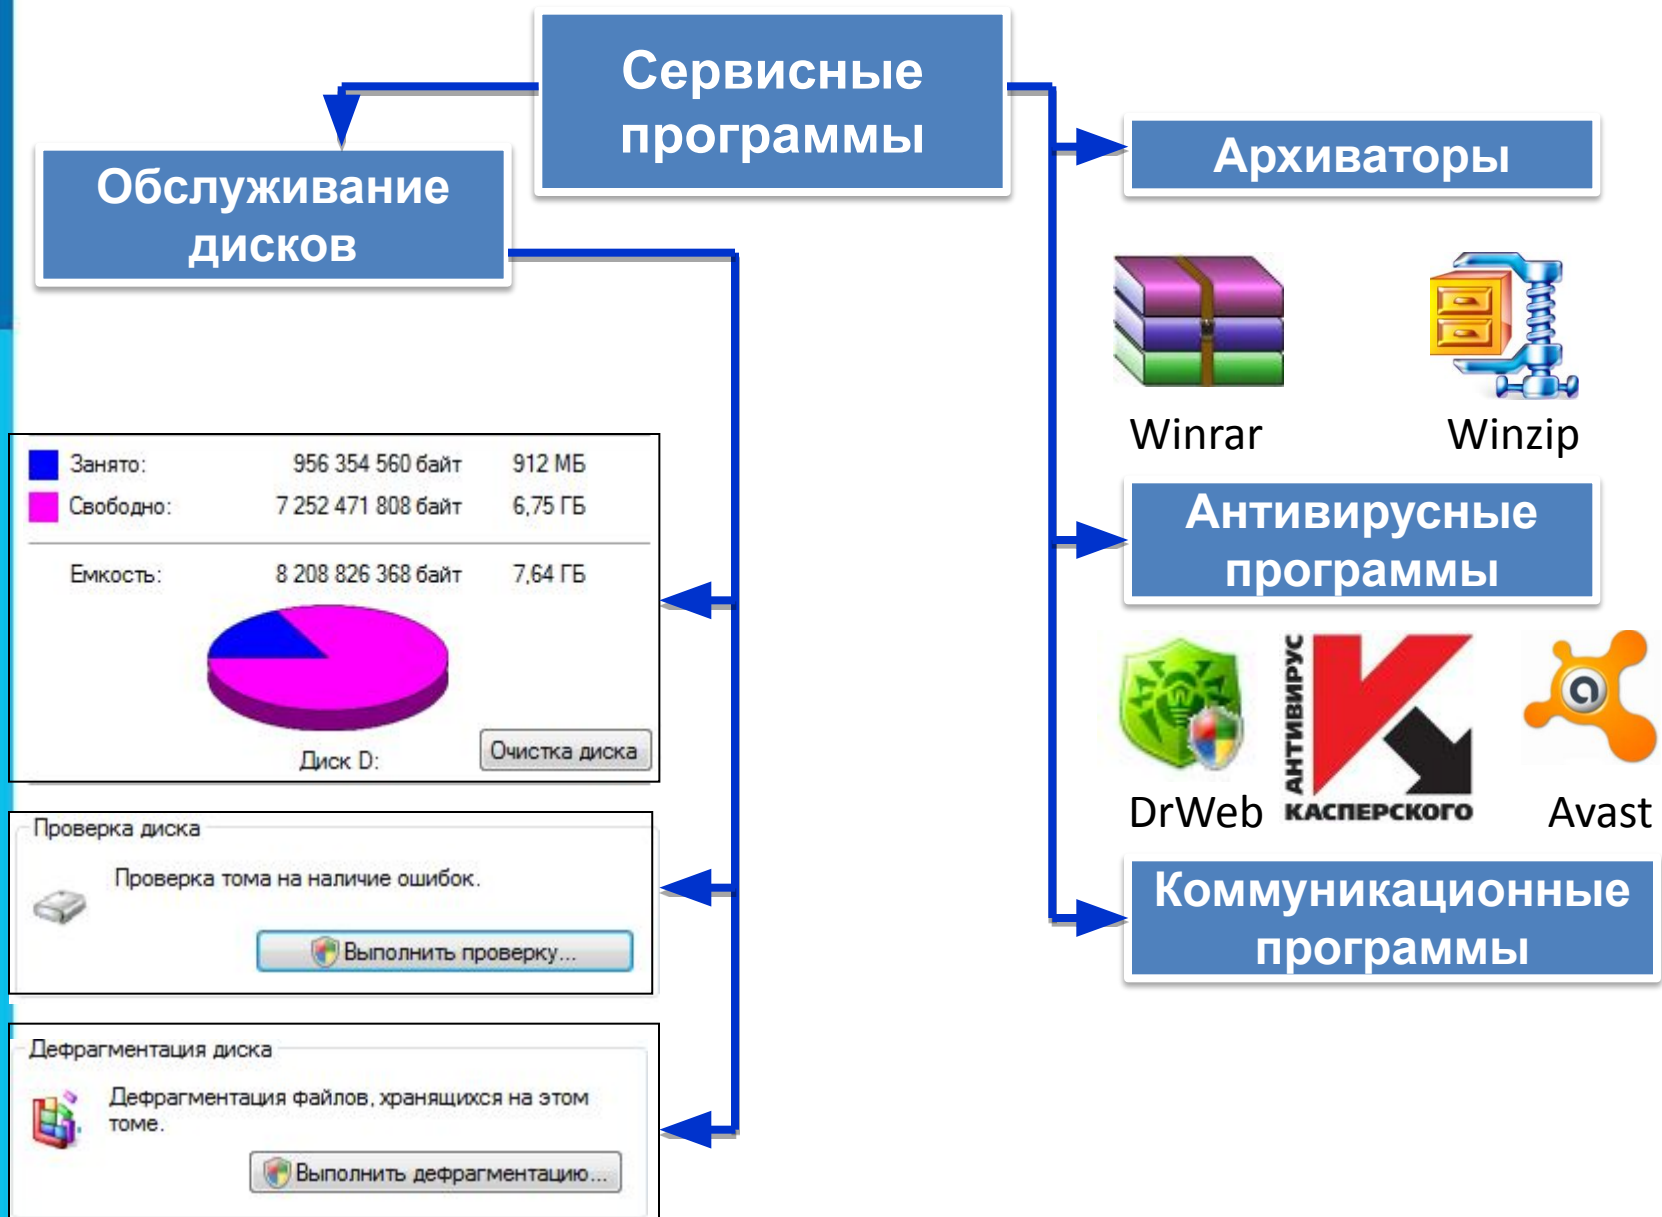 Сервисные
программы
Обслуживание
дисков
Занято: 956 354 560 байт 912 МБ
Свободно: 7 252 471 808 байт 6,75 ГБ
Емкость: 8 208 826 368 байт 7,64 ГБ
Диск D:
Очистка диска
Проверка диска
Проверка тома на наличие ошибок.
Выполнить проверку...
Дефрагментация диска
Дефрагментация файлов, хранящихся на этом
томе.
Выполнить дефрагментацию...
Архиваторы
Winrar
Winzip
Антивирусные
программы
DrWeb
АНТИВИРУС
КАСПЕРСКОГО
Avast
Коммуникационные
программы